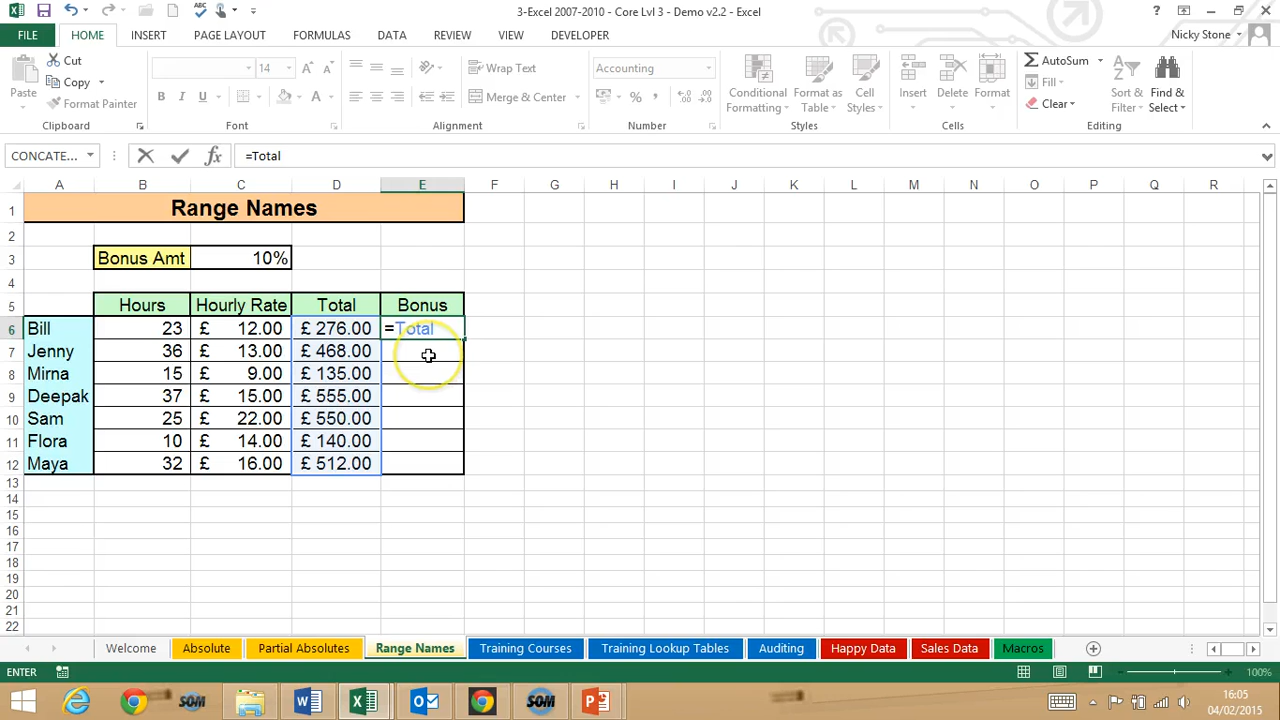 3-Excel 2007-2010 - Core Lvl 3 - Demo v2.2 - Excel
FILE HOME INSERT PAGE LAYOUT FORMULAS DATA REVIEW VIEW DEVELOPER Nicky Stone
Paste Cut Copy Format Painter
14
Wrap Text
Merge & Center
Accounting
Conditional Formatting Format as Table Cell Styles
Insert Delete Format
AutoSum Fill Clear
Sort & Filter Find & Select
Clipboard Font Alignment Number Styles Cells Editing
CONCATE... =Total
A B C D E F G H I J K L M N O P Q R
1 Range Names
2
3 Bonus Amt 10%
4
5 Hours Hourly Rate Total Bonus
6 Bill 23 £ 12.00 £ 276.00 =Total
7 Jenny 36 £ 13.00 £ 468.00
8 Mirna 15 £ 9.00 £ 135.00
9 Deepak 37 £ 15.00 £ 555.00
10 Sam 25 £ 22.00 £ 550.00
11 Flora 10 £ 14.00 £ 140.00
12 Maya 32 £ 16.00 £ 512.00
13
14
15
16
17
18
19
20
21
22
Welcome Absolute Partial Absolutes Range Names Training Courses Training Lookup Tables Auditing Happy Data Sales Data Macros
ENTER 100%
SOM SOM 16:05
04/02/2015